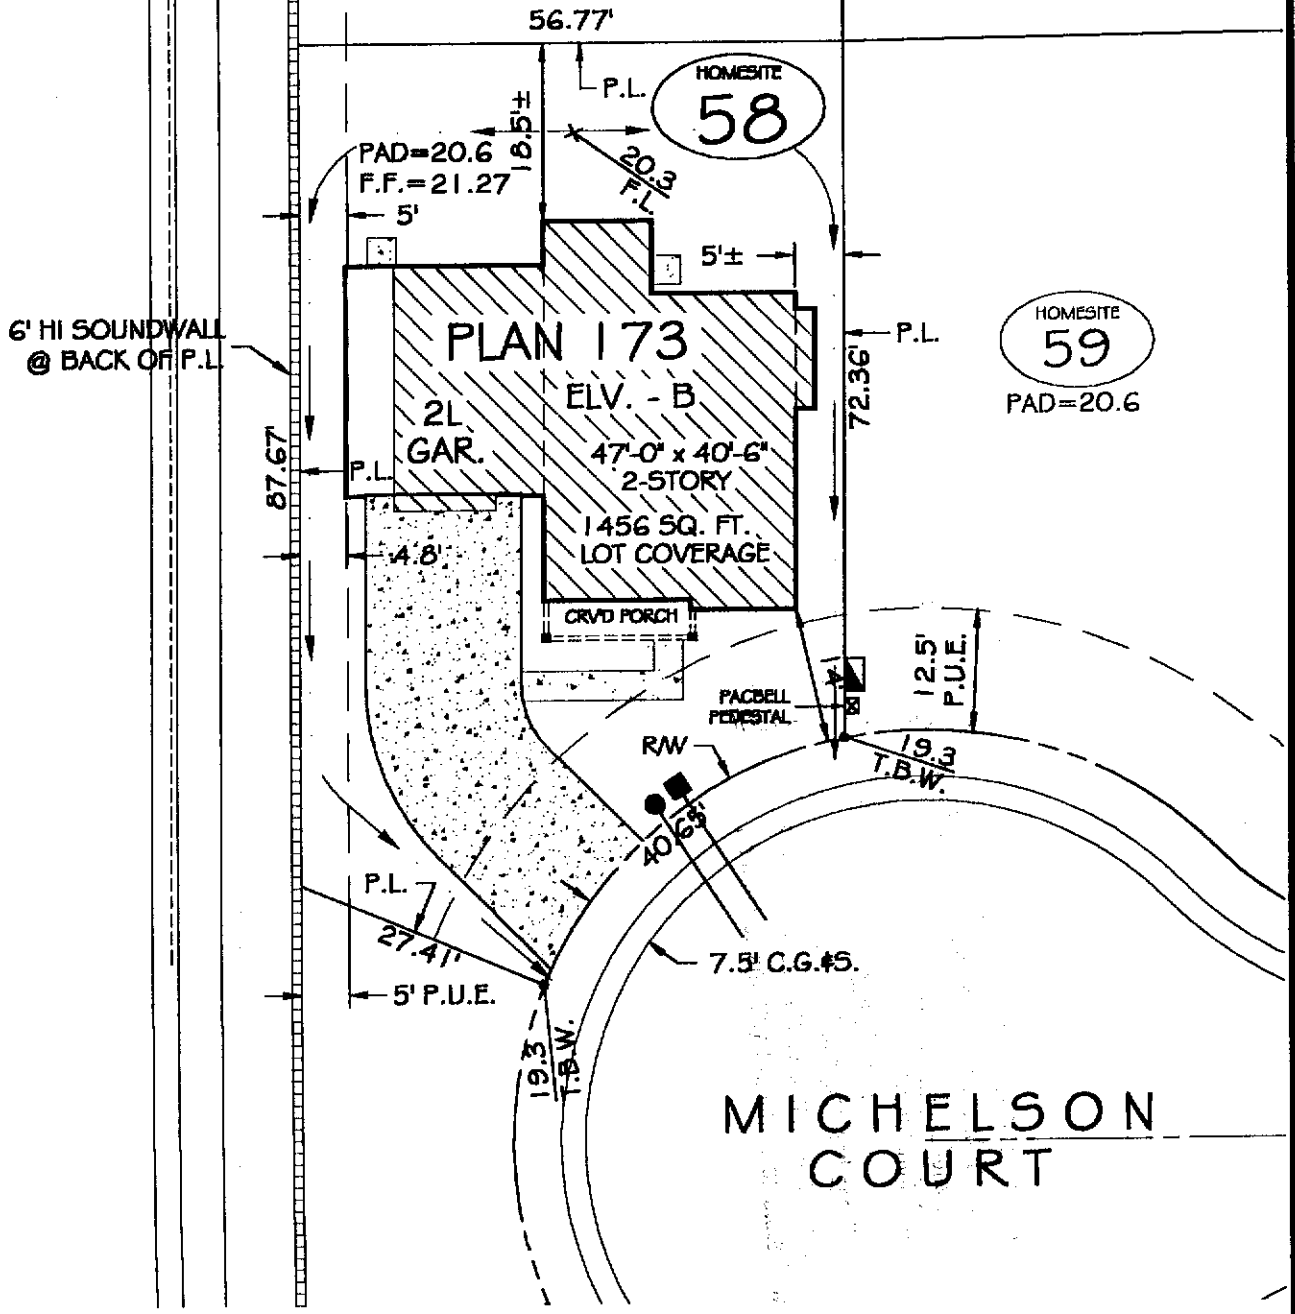 56.77'
P.L.
HOMESITE
58
18.5'±
PAD=20.6
F.F.=21.27
20.3
F.L.
5'
5'±
6' HI SOUNDWALL
@ BACK OF P.L.
PLAN 173
ELV. - B
2L
GAR.
47'-0" x 40'-6"
2-STORY
1456 SQ. FT.
LOT COVERAGE
P.L.
72.36'
HOMESITE
59
PAD=20.6
87.67'
P.L.
4.8'
CRV'D PORCH
12.5'
P.U.E.
14'
PACBELL
PEDESTAL
R/W
19.3
T.B.W.
40.65'
P.L.
27.41'
7.5' C.G.&S.
5' P.U.E.
19.3
T.B.W.
MICHELSON
COURT